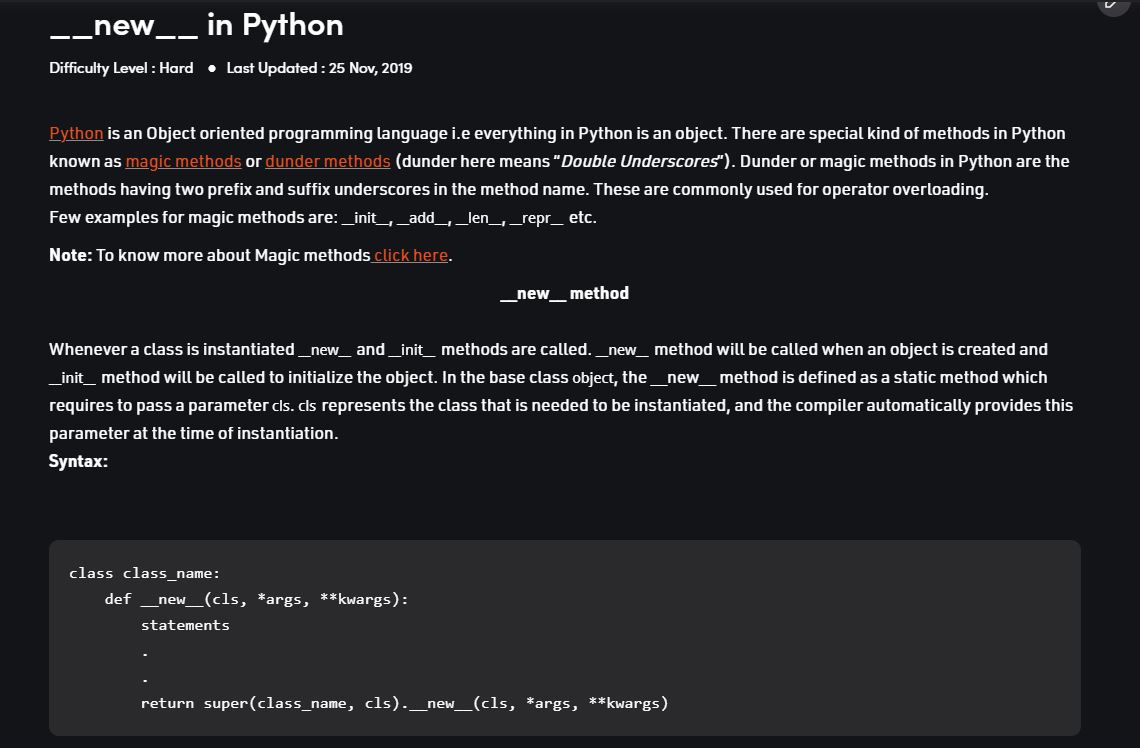 __new__ in Python
Difficulty Level : Hard ● Last Updated : 25 Nov, 2019
Python is an Object oriented programming language i.e everything in Python is an object. There are special kind of methods in Python
known as magic methods or dunder methods (dunder here means “Double Underscores“). Dunder or magic methods in Python are the
methods having two prefix and suffix underscores in the method name. These are commonly used for operator overloading.
Few examples for magic methods are: __init__, __add__, __len__, __repr__ etc.
Note: To know more about Magic methods click here.
__new__ method
Whenever a class is instantiated __new__ and __init__ methods are called. __new__ method will be called when an object is created and
__init__ method will be called to initialize the object. In the base class object, the __new__ method is defined as a static method which
requires to pass a parameter cls. cls represents the class that is needed to be instantiated, and the compiler automatically provides this
parameter at the time of instantiation.
Syntax:
class class_name:
    def __new__(cls, *args, **kwargs):
        statements
        .
        .
        return super(class_name, cls).__new__(cls, *args, **kwargs)